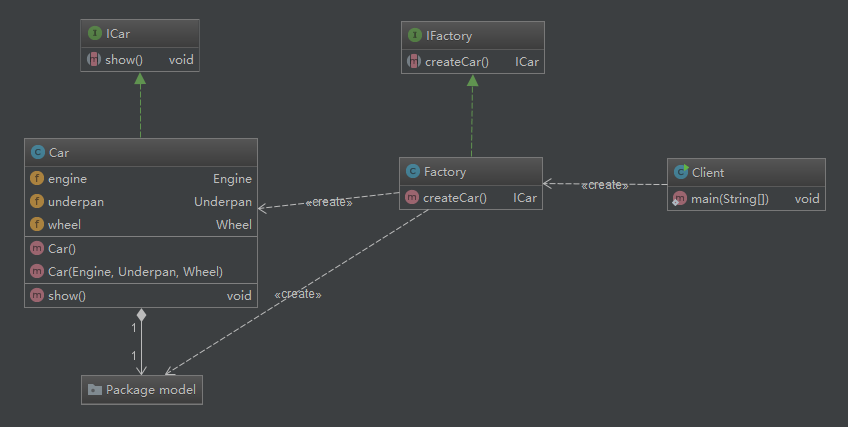 ICar
show() void
IFactory
createCar() ICar
Car
engine Engine
underpan Underpan
wheel Wheel
Car()
Car(Engine, Underpan, Wheel)
show() void
«create»
Factory
createCar() ICar
«create»
Client
main(String[]) void
«create»
1
1
Package model